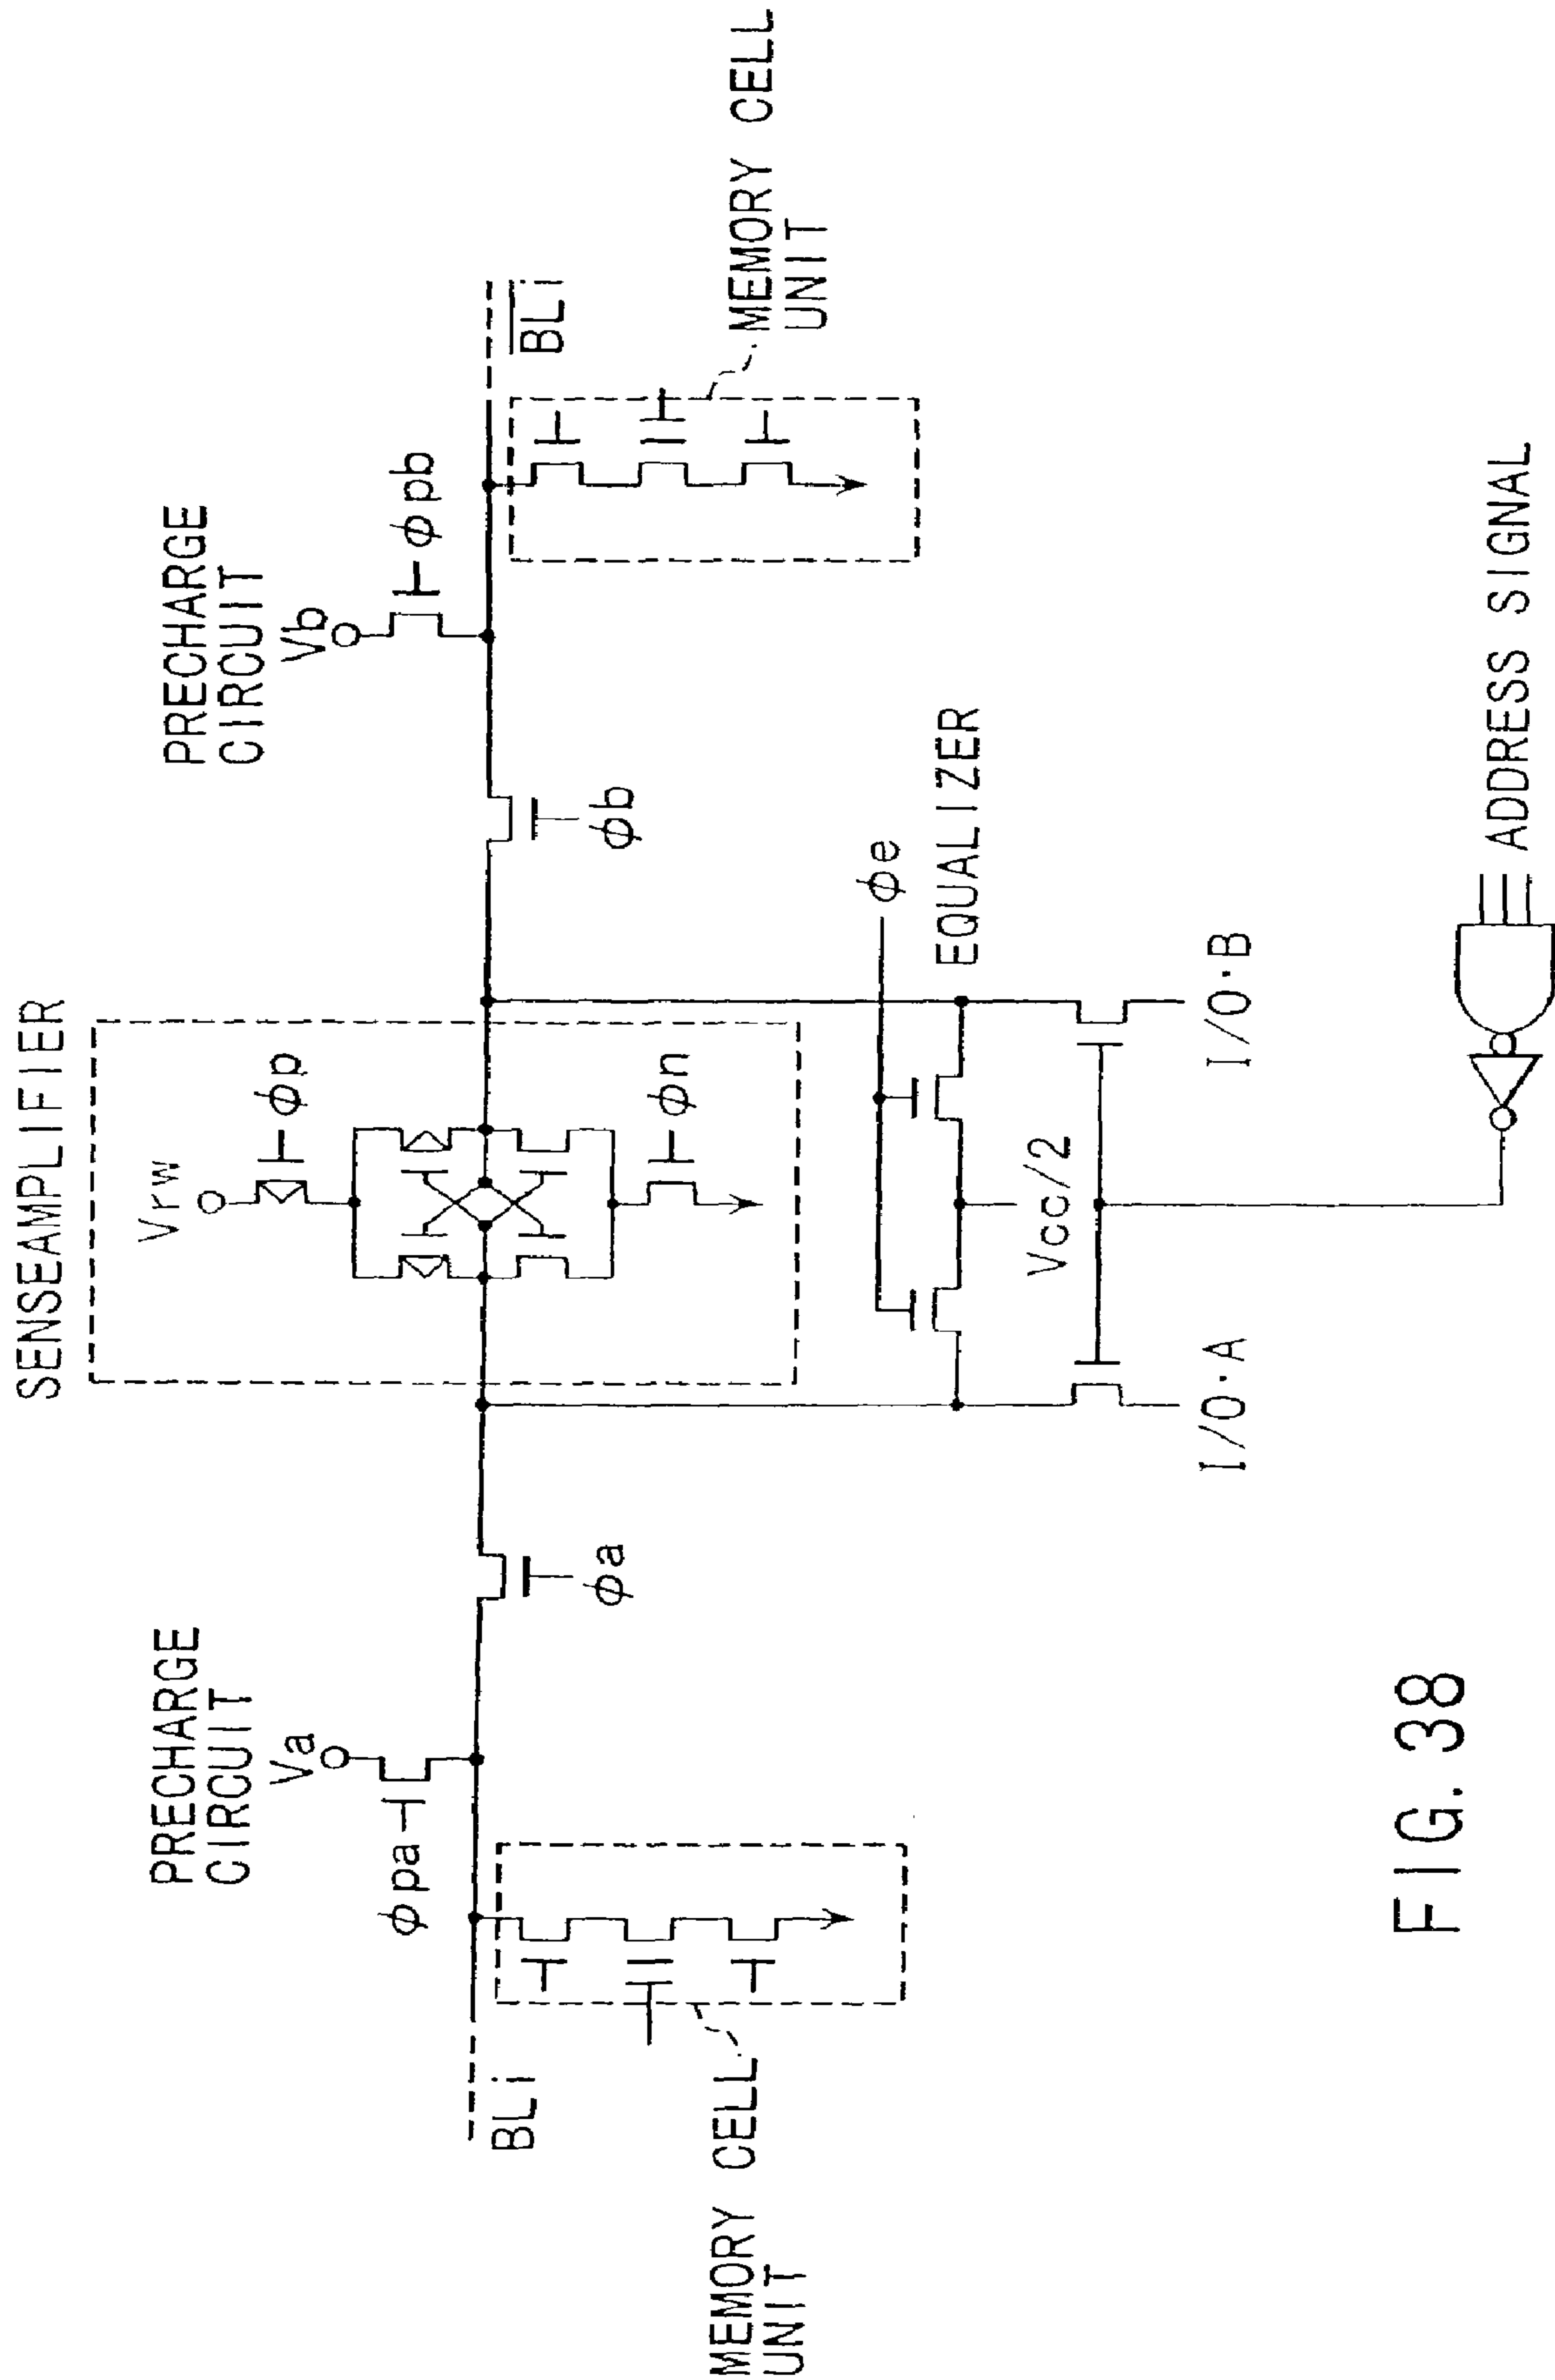 SENSEAMPLIFIER
PRECHARGE
CIRCUIT
Va
ϕpa
PRECHARGE
CIRCUIT
Vb
ϕpb
Vrw
ϕp
ϕn
BLi
B̅L̅i̅
ϕa
ϕb
MEMORY CELL
UNIT
MEMORY CELL
UNIT
ϕe
EQUALIZER
Vcc/2
I/O·A
I/O·B
ADDRESS SIGNAL
FIG. 38